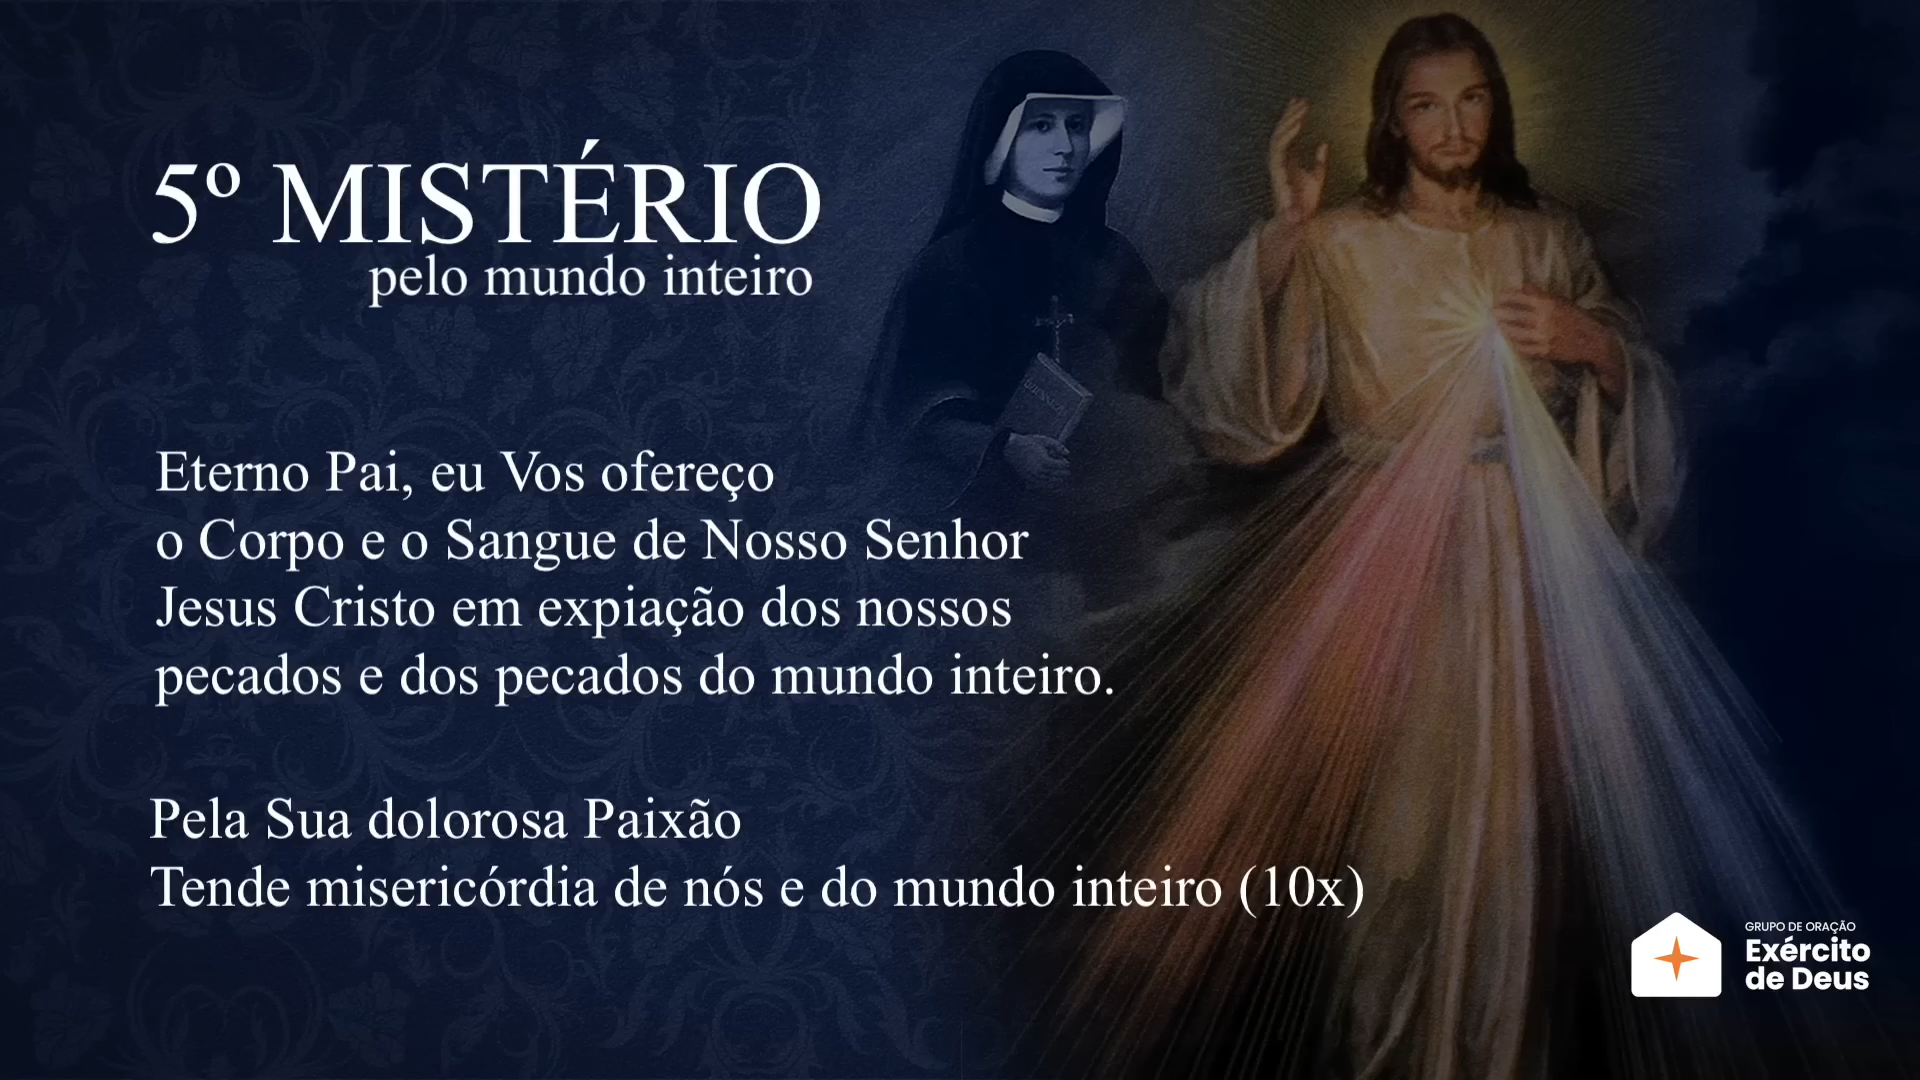 5º MISTÉRIO
pelo mundo inteiro
Eterno Pai, eu Vos ofereço
o Corpo e o Sangue de Nosso Senhor
Jesus Cristo em expiação dos nossos
pecados e dos pecados do mundo inteiro.
Pela Sua dolorosa Paixão
Tende misericórdia de nós e do mundo inteiro (10x)
GRUPO DE ORAÇÃO
Exército
de Deus